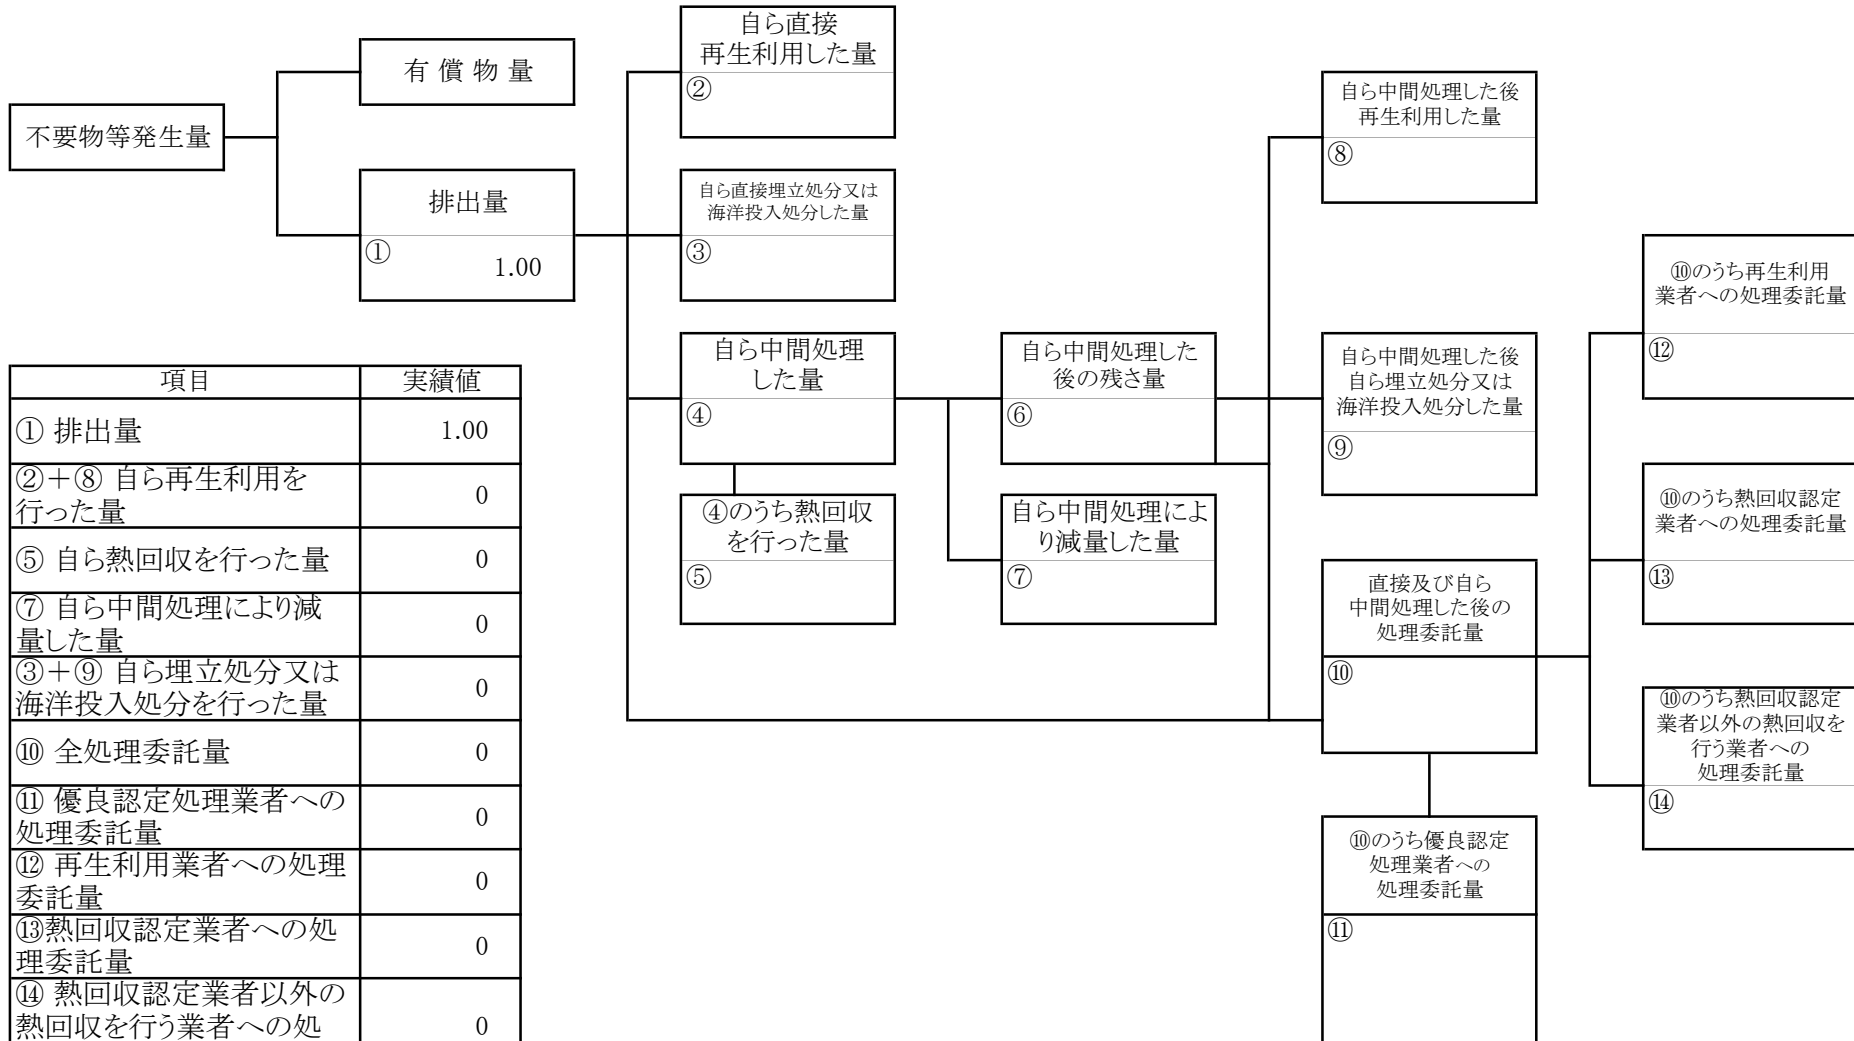 不要物等発生量
有 償 物 量
排出量
①
1.00
自ら直接
再生利用した量
②
自ら直接埋立処分又は
海洋投入処分した量
③
自ら中間処理
した量
④
④のうち熱回収
を行った量
⑤
自ら中間処理した
後の残さ量
⑥
自ら中間処理によ
り減量した量
⑦
自ら中間処理した後
再生利用した量
⑧
自ら中間処理した後
自ら埋立処分又は
海洋投入処分した量
⑨
直接及び自ら
中間処理した後の
処理委託量
⑩
⑩のうち優良認定
処理業者への
処理委託量
⑪
⑩のうち再生利用
業者への処理委託量
⑫
⑩のうち熱回収認定
業者への処理委託量
⑬
⑩のうち熱回収認定
業者以外の熱回収を
行う業者への
処理委託量
⑭
項目 実績値
① 排出量 1.00
②＋⑧ 自ら再生利用を
行った量 0
⑤ 自ら熱回収を行った量 0
⑦ 自ら中間処理により減
量した量 0
③＋⑨ 自ら埋立処分又は
海洋投入処分を行った量 0
⑩ 全処理委託量 0
⑪ 優良認定処理業者への
処理委託量 0
⑫ 再生利用業者への処理
委託量 0
⑬熱回収認定業者への処
理委託量 0
⑭ 熱回収認定業者以外の
熱回収を行う業者への処 0